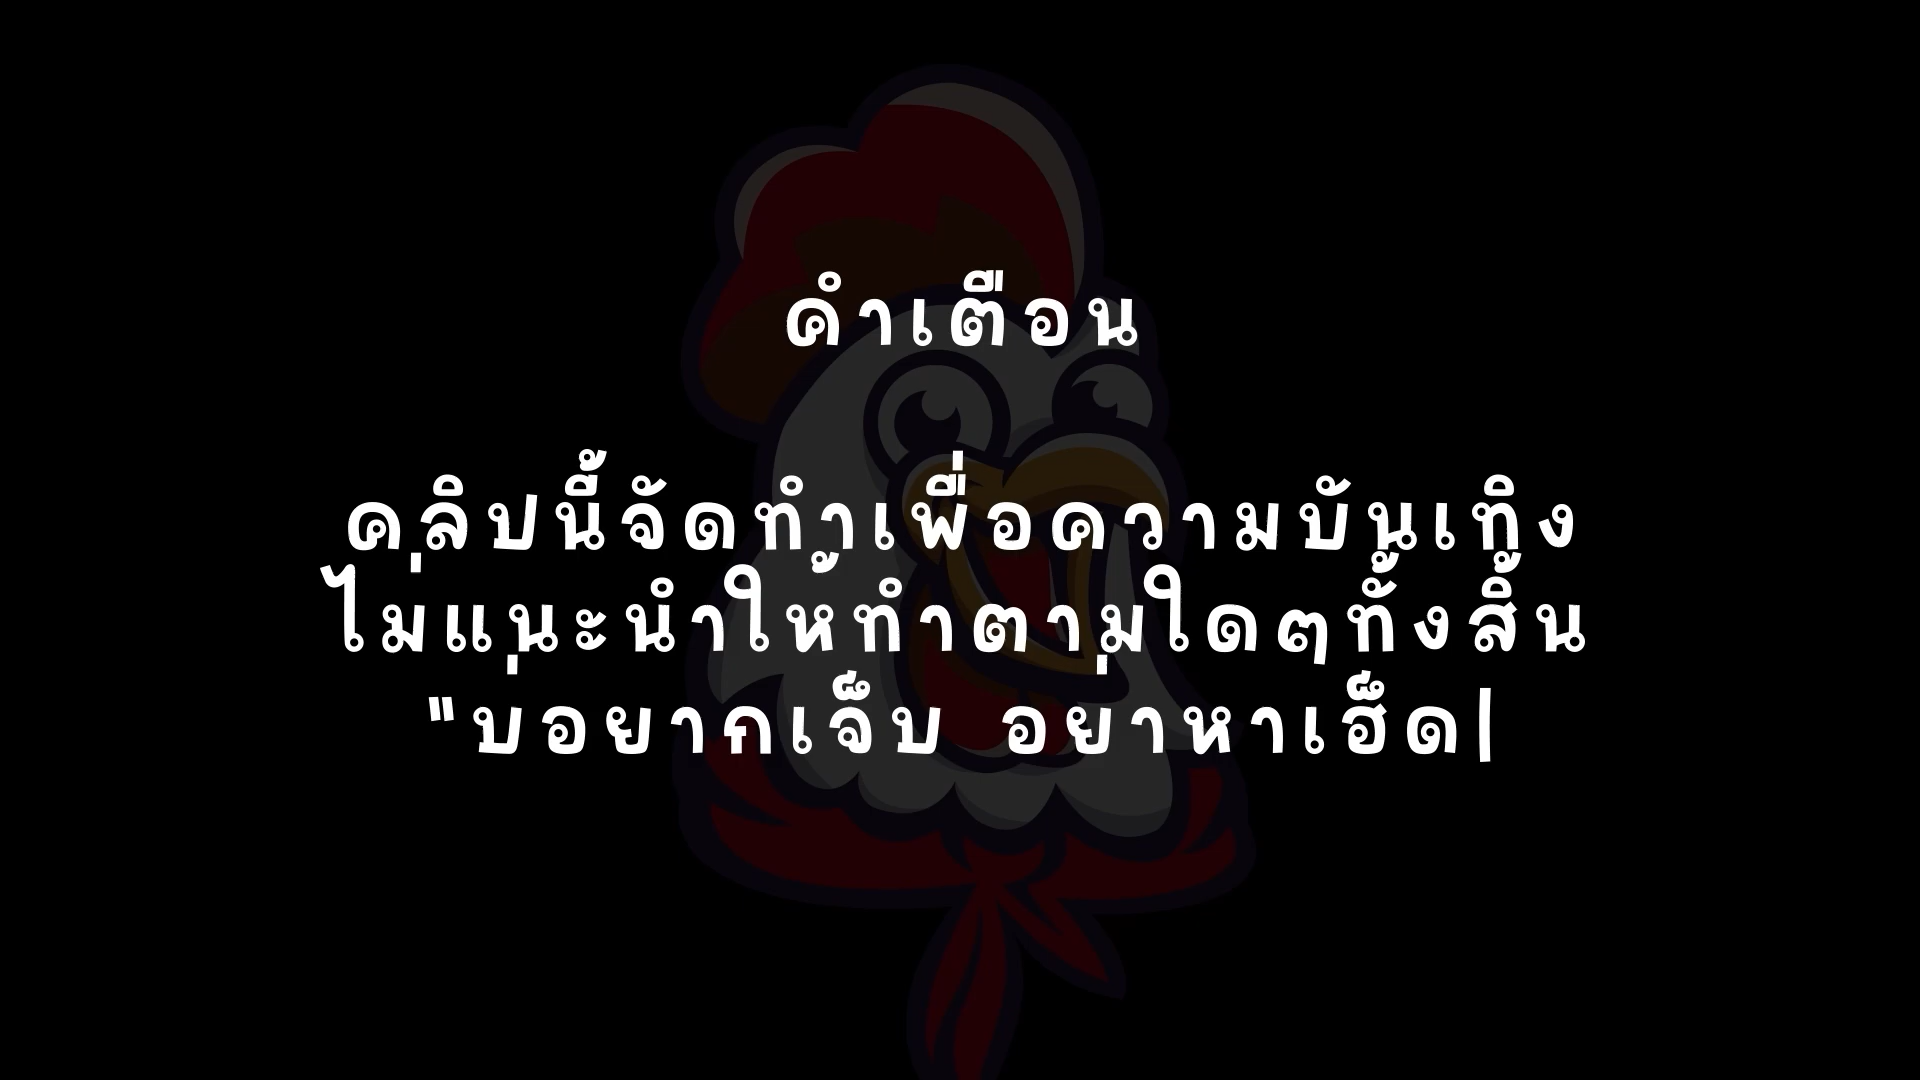 คำเตือน
คลิปนี้จัดทำเพื่อความบันเทิง
ไม่แนะนำให้ทำตามใดๆทั้งสิ้น
"บ่อยากเจ็บ อย่าหาเฮ็ด|